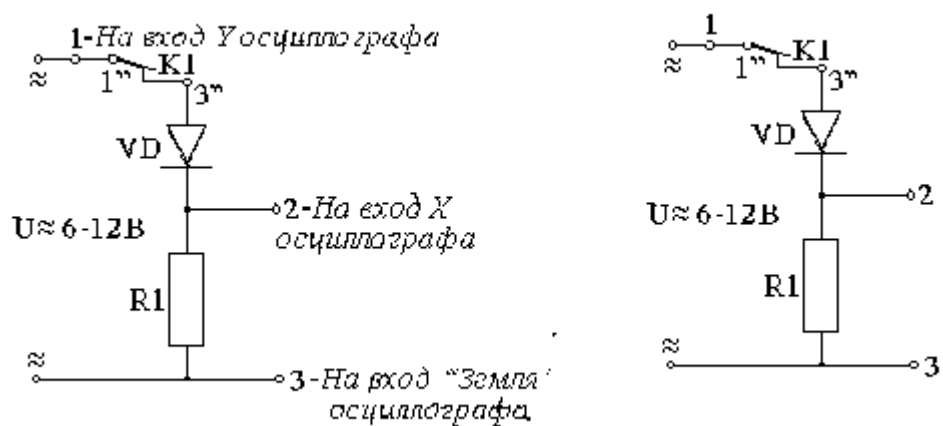 1-На вход Y осциллографа
≈
1”
K1
3”
VD
2-На вход X
осциллографа
U≈6-12В
R1
≈
3-На вход “Земля’
осциллографа.
1
≈
1”
K1
3”
VD
2
U≈6-12В
R1
≈
3